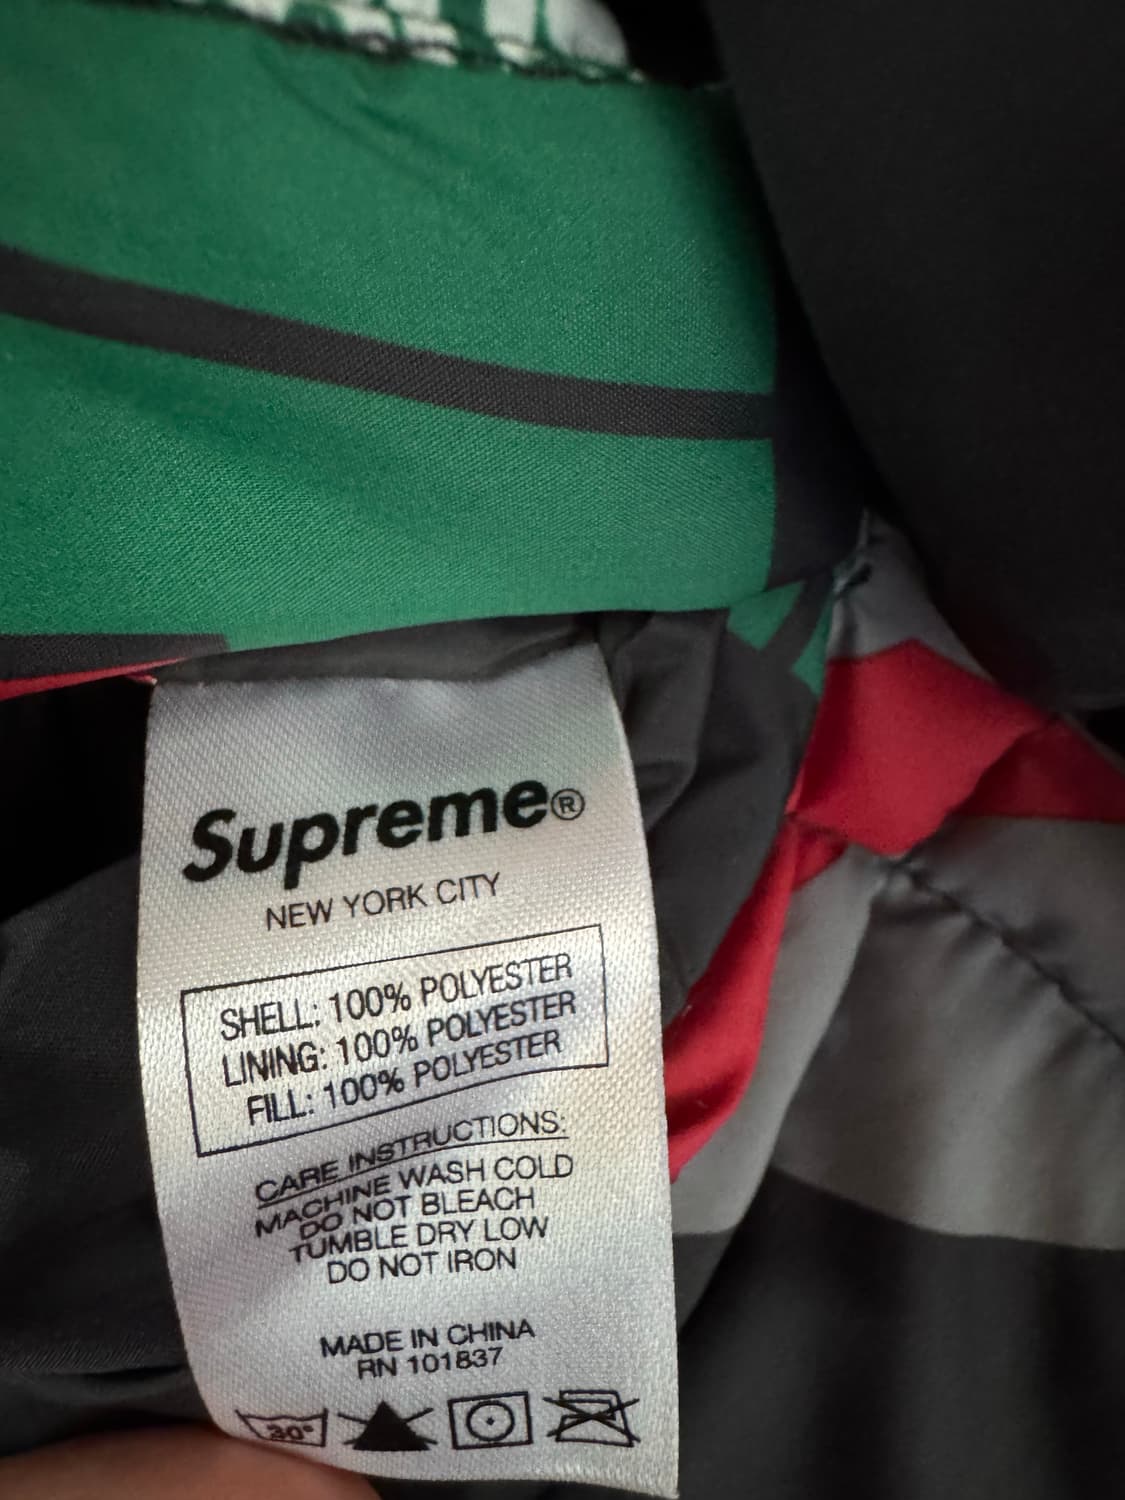 Supreme®
NEW YORK CITY
SHELL: 100% POLYESTER
LINING: 100% POLYESTER
FILL: 100% POLYESTER
CARE INSTRUCTIONS:
MACHINE WASH COLD
DO NOT BLEACH
TUMBLE DRY LOW
DO NOT IRON
MADE IN CHINA
RN 101837
30°